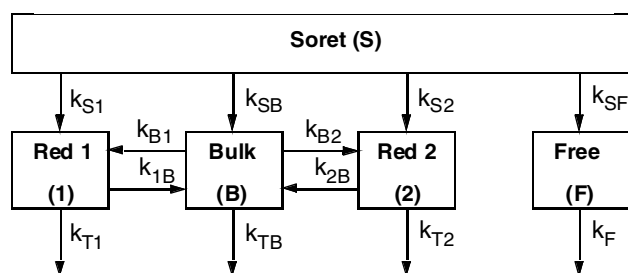 Soret (S)
k_S1 k_SB k_S2 k_SF
k_B1 k_B2
Red 1 Bulk Red 2 Free
k_1B k_2B
(1) (B) (2) (F)
k_T1 k_TB k_T2 k_F